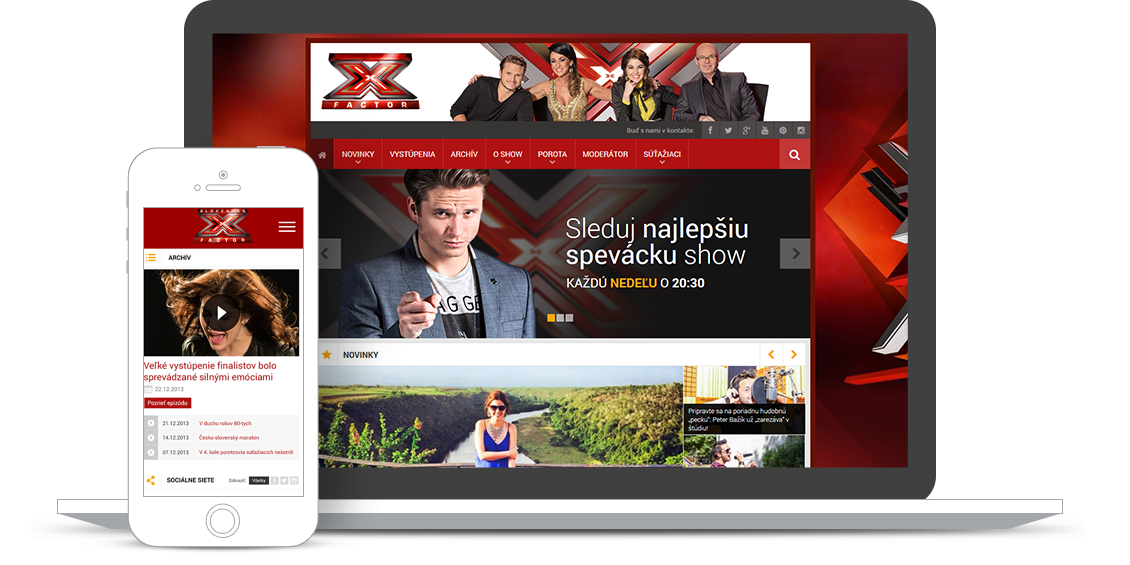 X
FACTOR
Buď s nami v kontakte:
NOVINKY
VYSTÚPENIA
ARCHÍV
O SHOW
POROTA
MODERÁTOR
SÚŤAŽIACI
Sleduj najlepšiu
spevácku show
KAŽDÚ NEDEĽU O 20:30
NOVINKY
Pripravte sa na poriadnu hudobnú
„pecku": Peter Bažík už „zarezáva" v
štúdiu!
X
FACTOR
ARCHÍV
Veľké vystúpenie finalistov bolo
sprevádzané silnými emóciami
22.12.2013
Pozrieť epizódu
21.12.2013 V duchu rokov 80-tych
14.12.2013 Česko-slovenský maratón
07.12.2013 V 4. kole porotcovia súťažiacich nešetrili
SOCIÁLNE SIETE
Zobraziť: Všetky